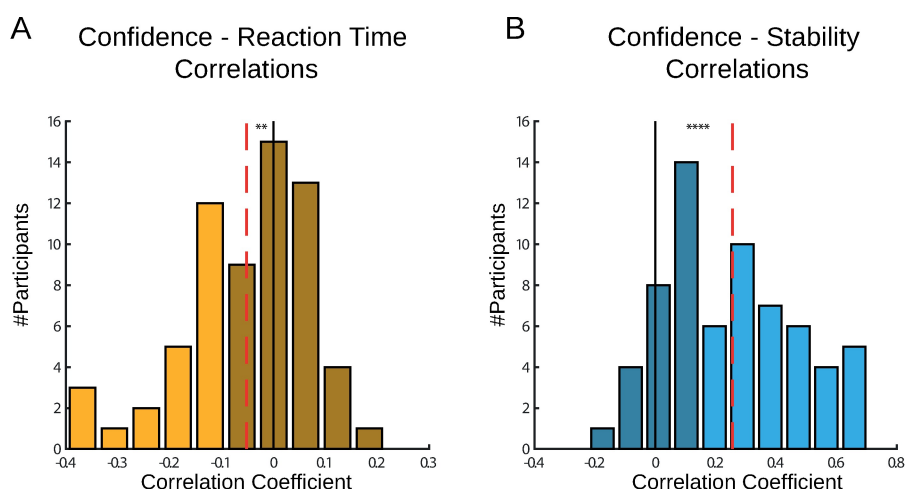 A
Confidence - Reaction Time
Correlations
16
14
12
10
8
6
4
2
0
#Participants
**
-0.4 -0.3 -0.2 -0.1 0 0.1 0.2 0.3
Correlation Coefficient
B
Confidence - Stability
Correlations
16
14
12
10
8
6
4
2
0
#Participants
****
-0.4 -0.2 0 0.2 0.4 0.6 0.8
Correlation Coefficient